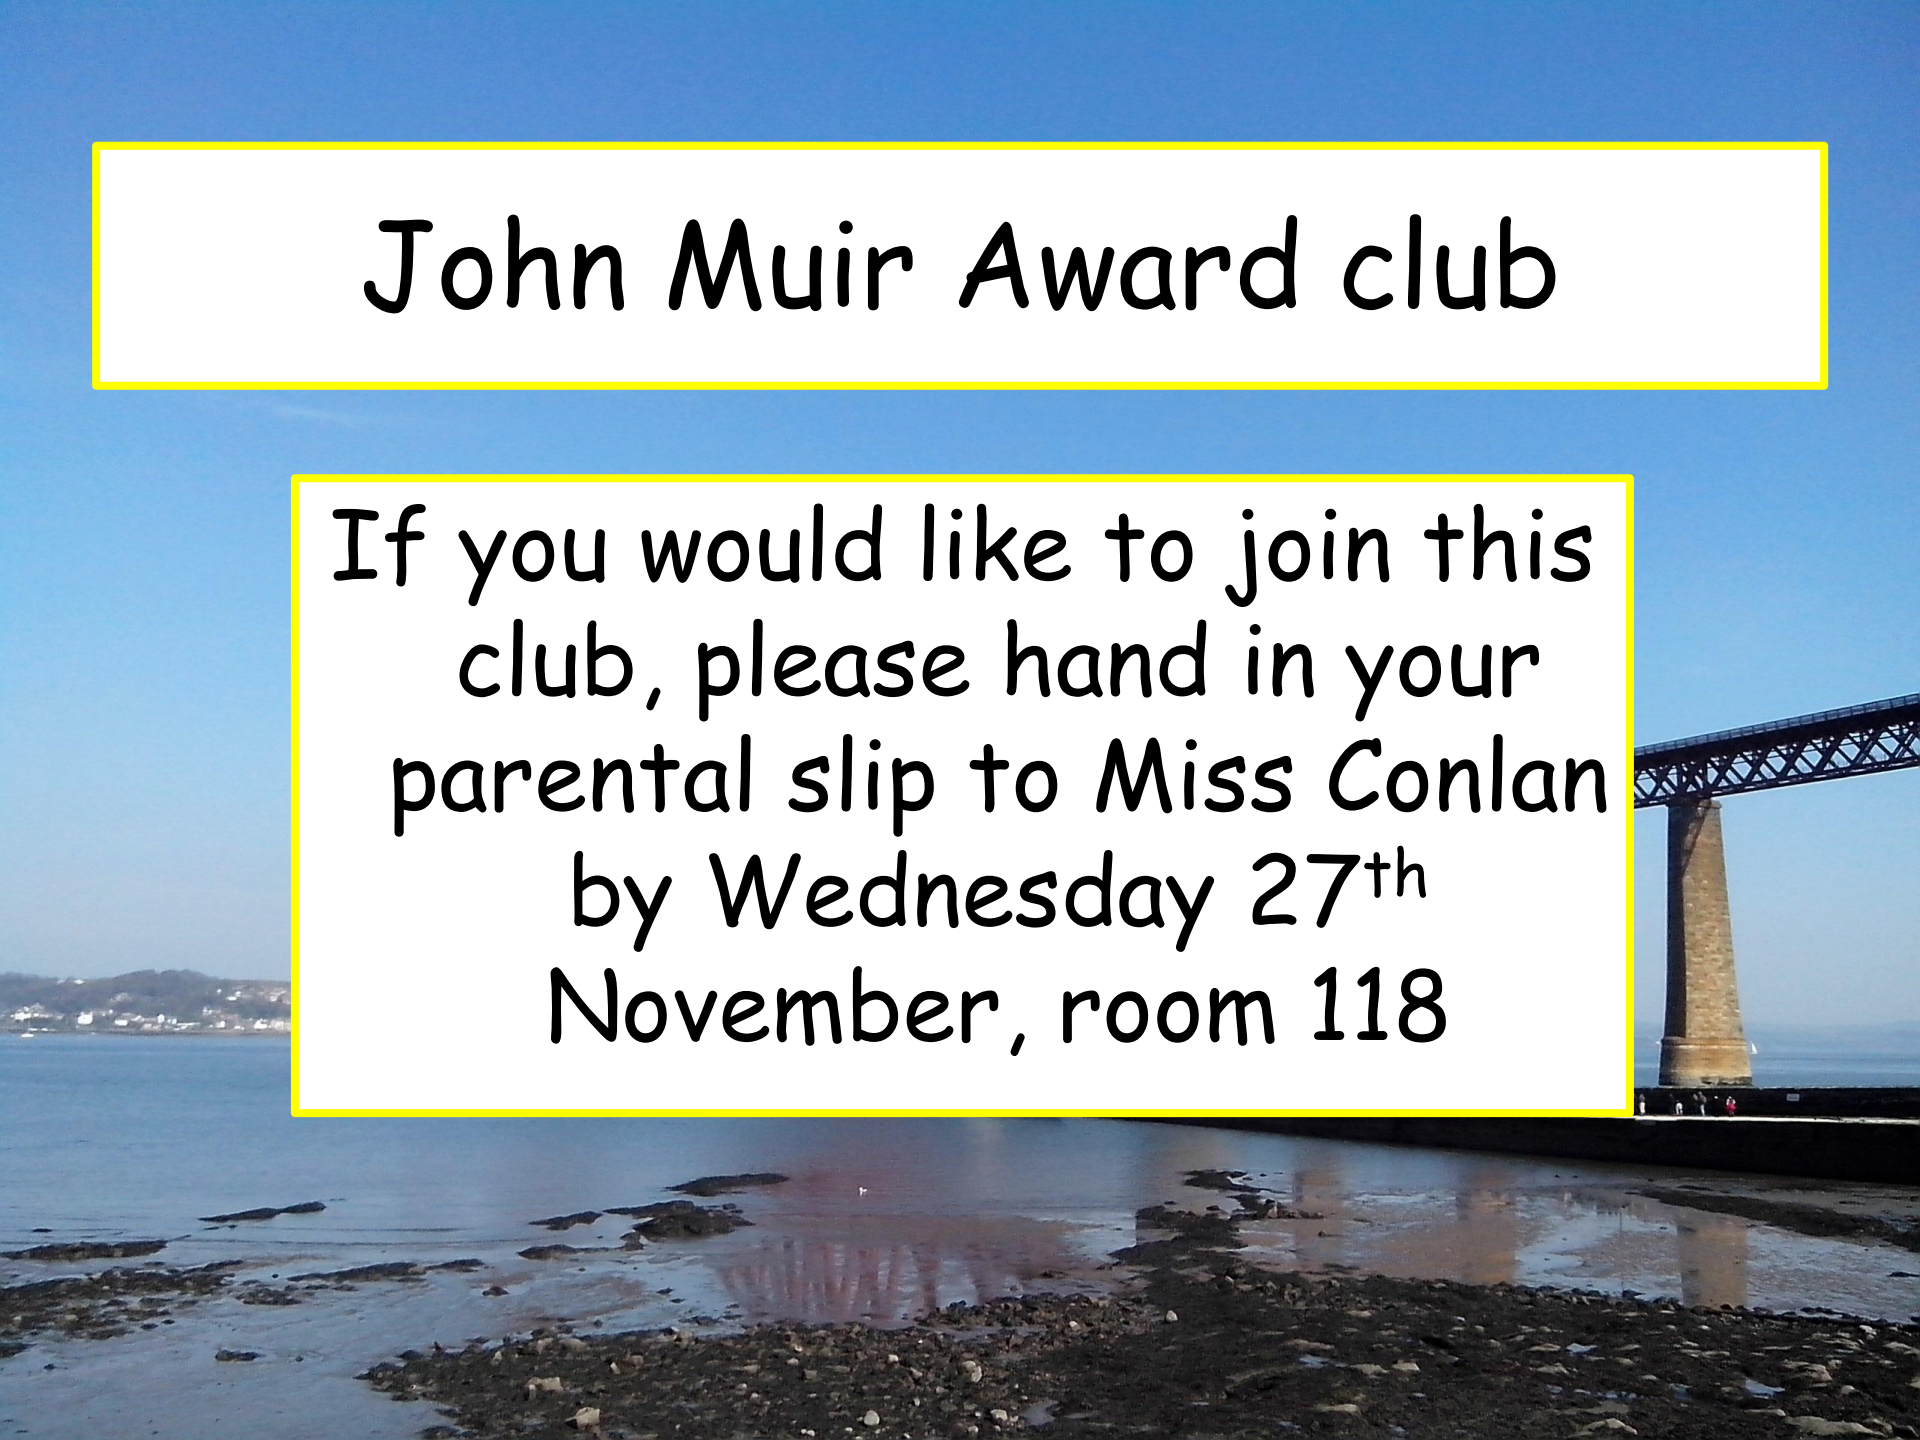 John Muir Award club
If you would like to join this
club, please hand in your
parental slip to Miss Conlan
by Wednesday 27th
November, room 118